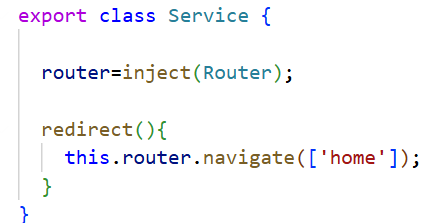 export class Service {
router=inject(Router);
redirect(){
this.router.navigate(['home']);
}
}